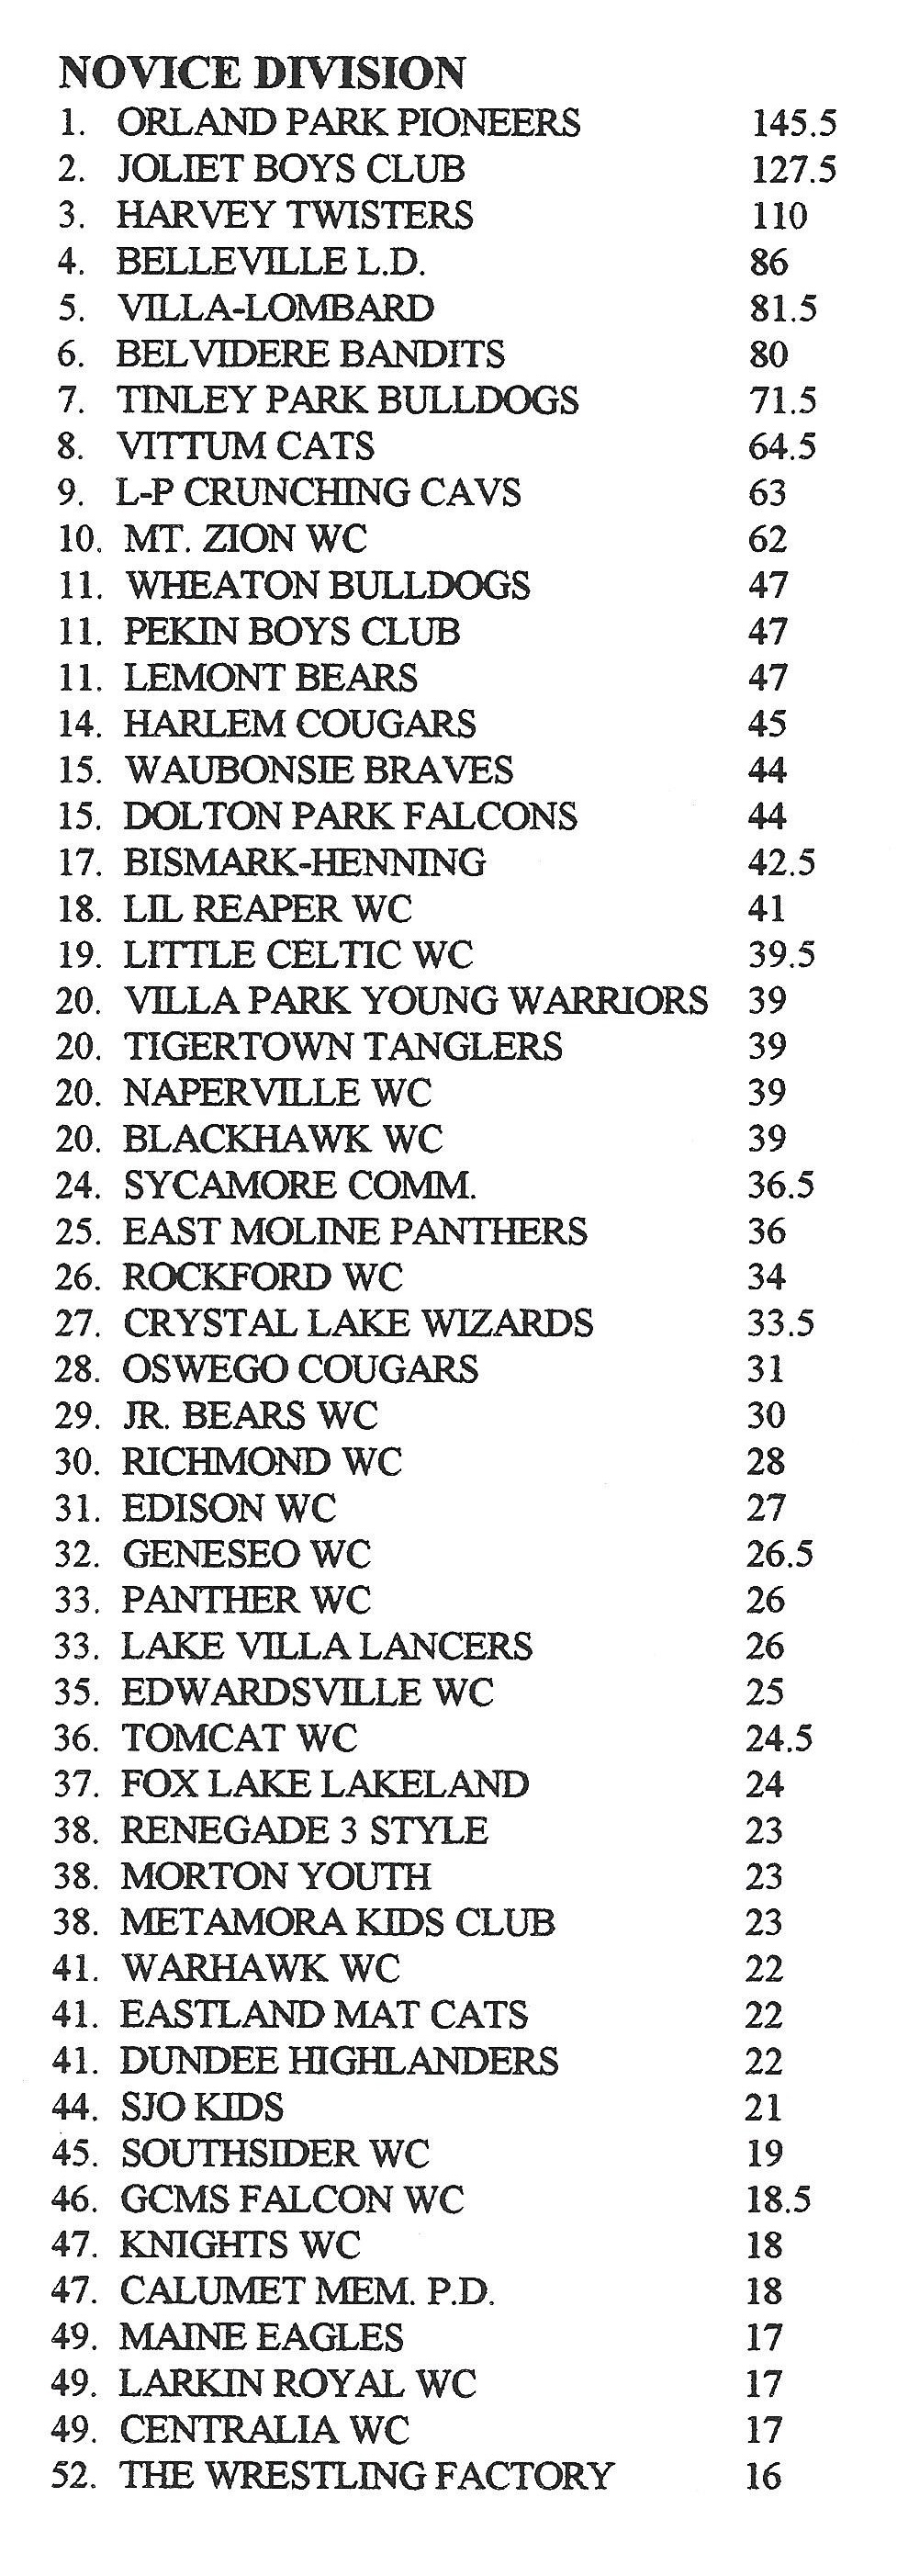 NOVICE DIVISION
1. ORLAND PARK PIONEERS 145.5
2. JOLIET BOYS CLUB 127.5
3. HARVEY TWISTERS 110
4. BELLEVILLE L.D. 86
5. VILLA-LOMBARD 81.5
6. BELVIDERE BANDITS 80
7. TINLEY PARK BULLDOGS 71.5
8. VITTUM CATS 64.5
9. L-P CRUNCHING CAVS 63
10. MT. ZION WC 62
11. WHEATON BULLDOGS 47
11. PEKIN BOYS CLUB 47
11. LEMONT BEARS 47
14. HARLEM COUGARS 45
15. WAUBONSIE BRAVES 44
15. DOLTON PARK FALCONS 44
17. BISMARK-HENNING 42.5
18. LIL REAPER WC 41
19. LITTLE CELTIC WC 39.5
20. VILLA PARK YOUNG WARRIORS 39
20. TIGERTOWN TANGLERS 39
20. NAPERVILLE WC 39
20. BLACKHAWK WC 39
24. SYCAMORE COMM. 36.5
25. EAST MOLINE PANTHERS 36
26. ROCKFORD WC 34
27. CRYSTAL LAKE WIZARDS 33.5
28. OSWEGO COUGARS 31
29. JR. BEARS WC 30
30. RICHMOND WC 28
31. EDISON WC 27
32. GENESEO WC 26.5
33. PANTHER WC 26
33. LAKE VILLA LANCERS 26
35. EDWARDSVILLE WC 25
36. TOMCAT WC 24.5
37. FOX LAKE LAKELAND 24
38. RENEGADE 3 STYLE 23
38. MORTON YOUTH 23
38. METAMORA KIDS CLUB 23
41. WARHAWK WC 22
41. EASTLAND MAT CATS 22
41. DUNDEE HIGHLANDERS 22
44. SJO KIDS 21
45. SOUTHSIDER WC 19
46. GCMS FALCON WC 18.5
47. KNIGHTS WC 18
47. CALUMET MEM. P.D. 18
49. MAINE EAGLES 17
49. LARKIN ROYAL WC 17
49. CENTRALIA WC 17
52. THE WRESTLING FACTORY 16